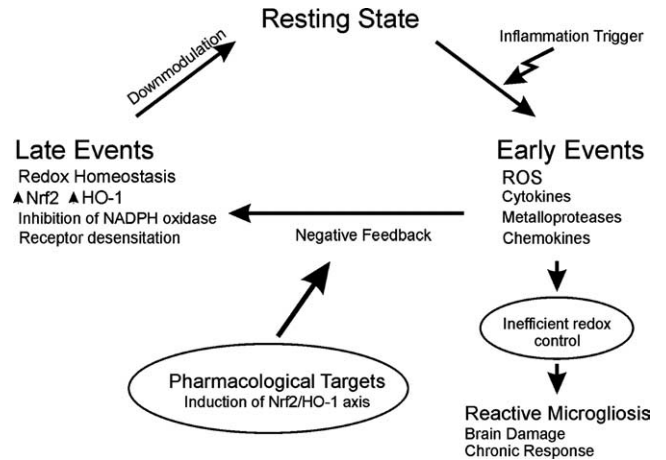 Resting State
Inflammation Trigger
Downmodulation
Late Events
Redox Homeostasis
▲Nrf2 ▲HO-1
Inhibition of NADPH oxidase
Receptor desensitation
Early Events
ROS
Cytokines
Metalloproteases
Chemokines
Negative Feedback
Inefficient redox
control
Pharmacological Targets
Induction of Nrf2/HO-1 axis
Reactive Microgliosis
Brain Damage
Chronic Response